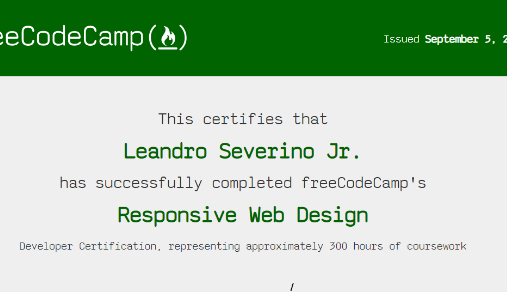 eeCodeCamp(🔥)
Issued September 5, 2
This certifies that
Leandro Severino Jr.
has successfully completed freeCodeCamp's
Responsive Web Design
Developer Certification, representing approximately 300 hours of coursework